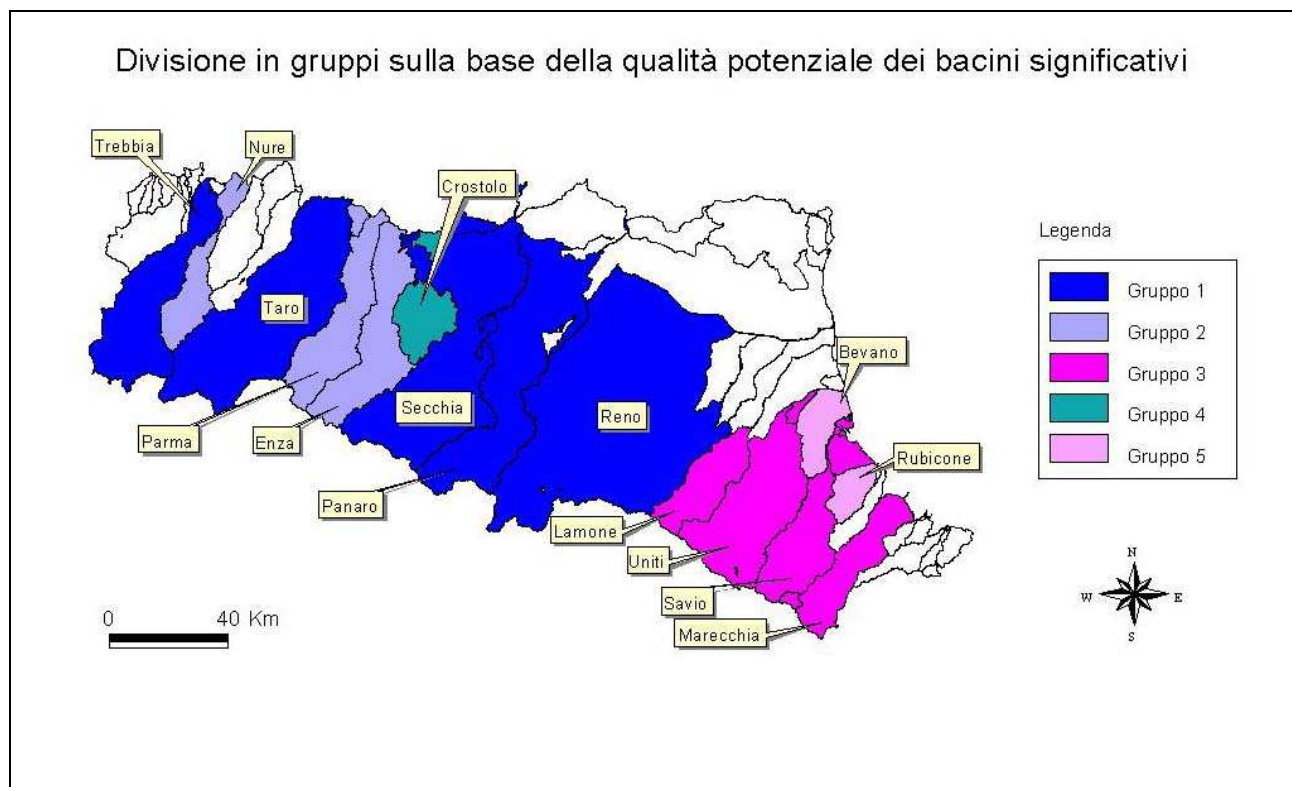 Divisione in gruppi sulla base della qualità potenziale dei bacini significativi
Trebbia
Nure
Crostolo
Taro
Legenda
Gruppo 1
Gruppo 2
Gruppo 3
Gruppo 4
Gruppo 5
Bevano
Secchia
Reno
Parma
Enza
Rubicone
Panaro
Lamone
Uniti
Savio
Marecchia
0 40 Km
N
W E
S